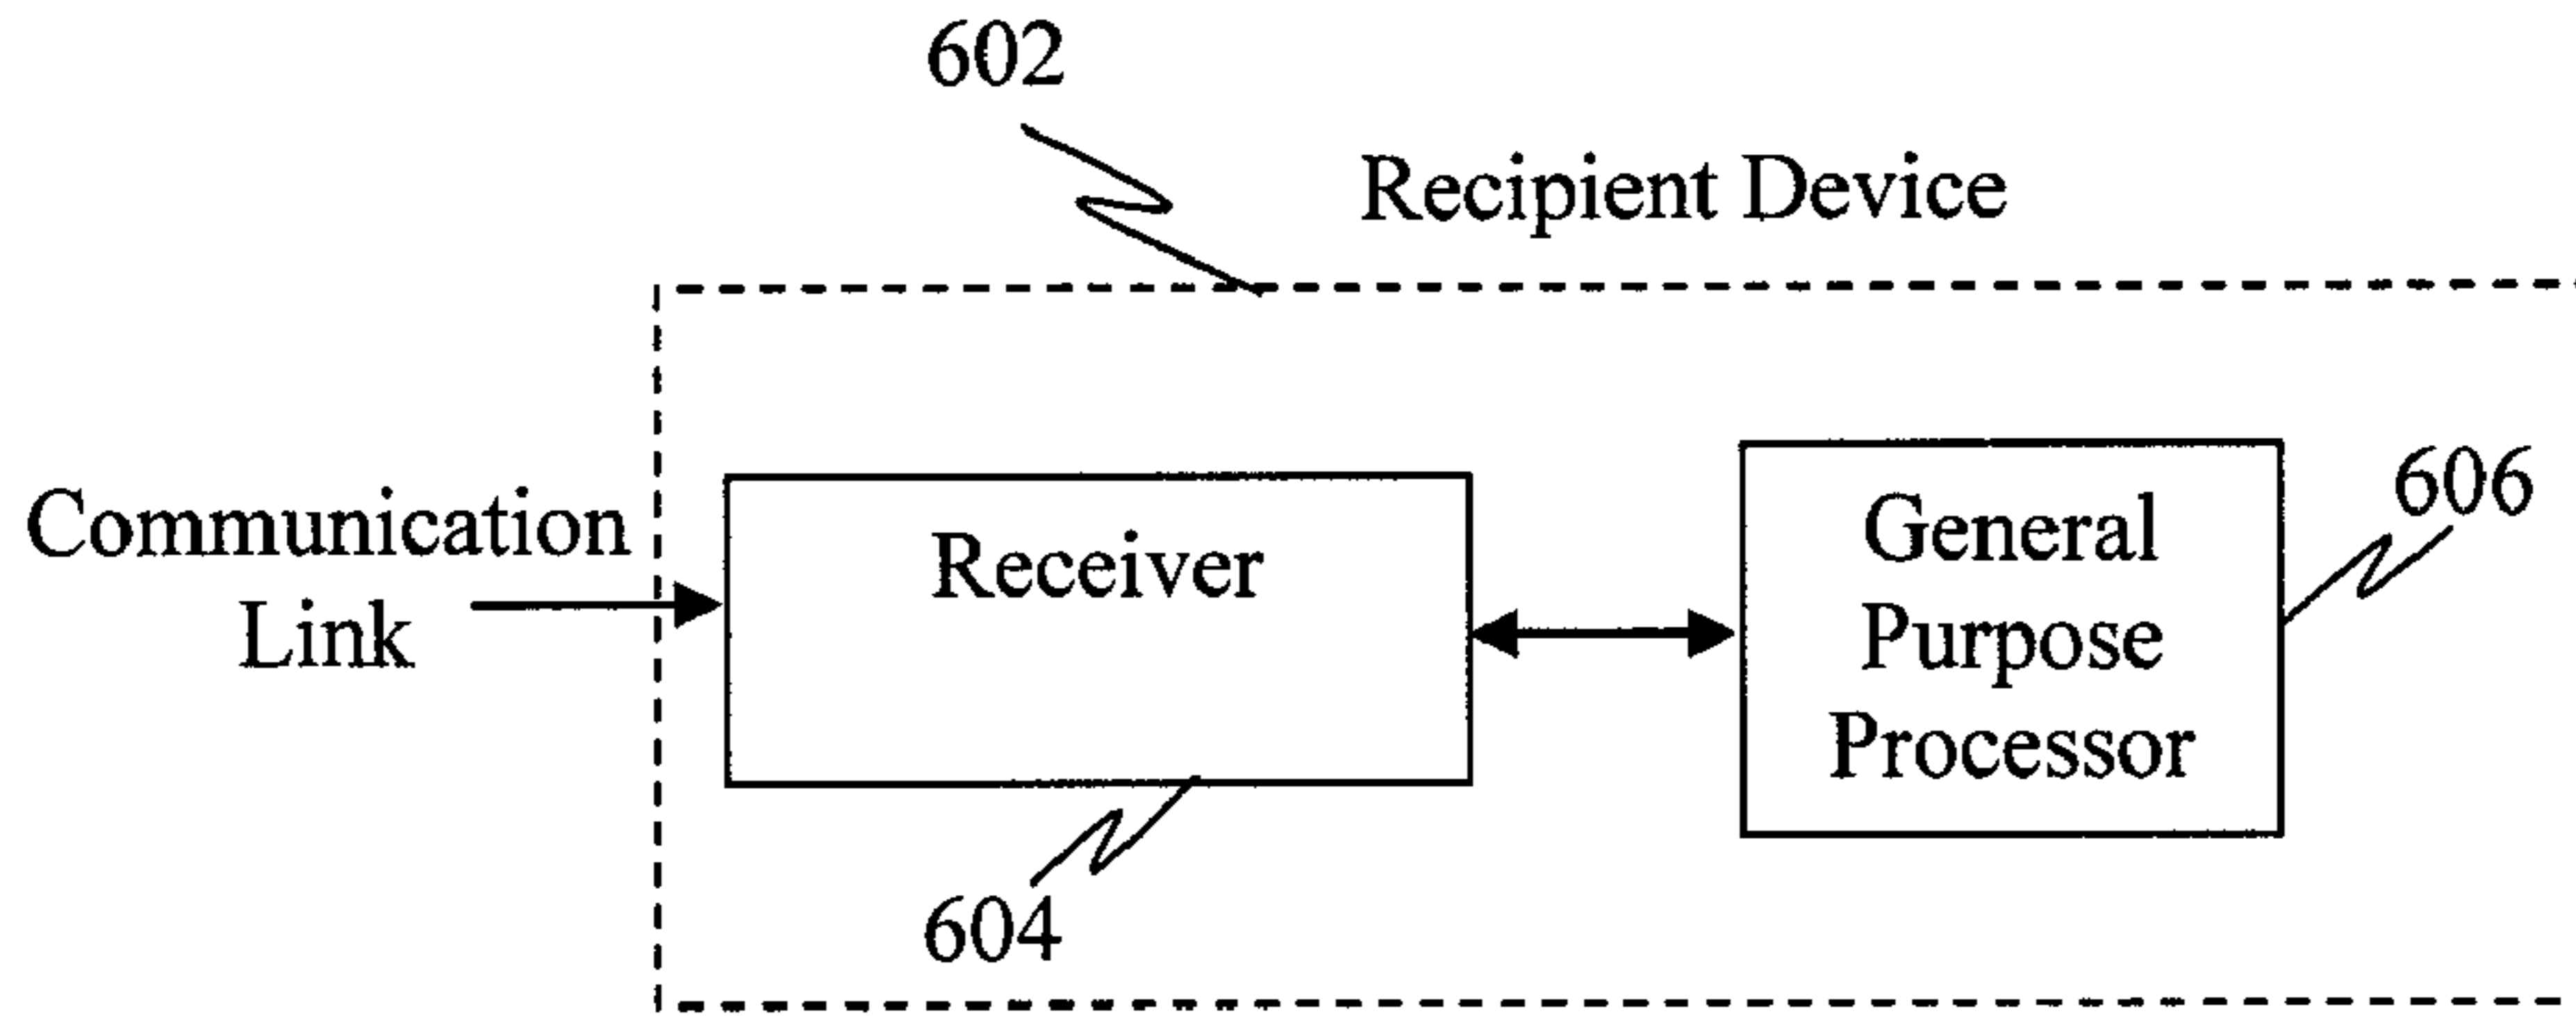 602
Recipient Device
Communication
Link
Receiver
General
Purpose
Processor
606
604